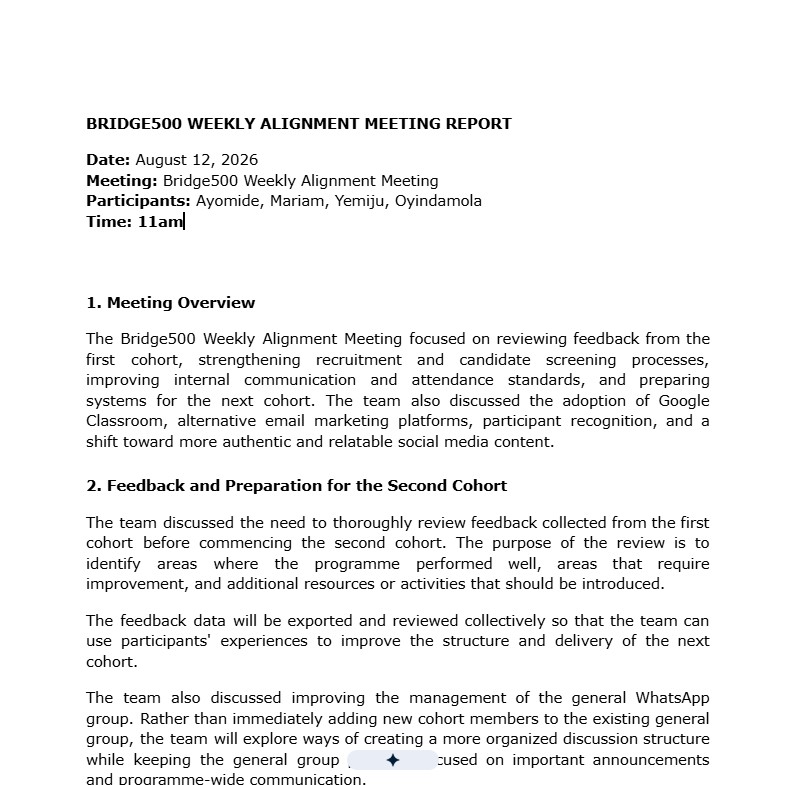 BRIDGE500 WEEKLY ALIGNMENT MEETING REPORT
Date: August 12, 2026
Meeting: Bridge500 Weekly Alignment Meeting
Participants: Ayomide, Mariam, Yemiju, Oyindamola
Time: 11am
1. Meeting Overview
The Bridge500 Weekly Alignment Meeting focused on reviewing feedback from the
first cohort, strengthening recruitment and candidate screening processes,
improving internal communication and attendance standards, and preparing
systems for the next cohort. The team also discussed the adoption of Google
Classroom, alternative email marketing platforms, participant recognition, and a
shift toward more authentic and relatable social media content.
2. Feedback and Preparation for the Second Cohort
The team discussed the need to thoroughly review feedback collected from the first
cohort before commencing the second cohort. The purpose of the review is to
identify areas where the programme performed well, areas that require
improvement, and additional resources or activities that should be introduced.
The feedback data will be exported and reviewed collectively so that the team can
use participants' experiences to improve the structure and delivery of the next
cohort.
The team also discussed improving the management of the general WhatsApp
group. Rather than immediately adding new cohort members to the existing general
group, the team will explore ways of creating a more organized discussion structure
while keeping the general group on important announcements
and programme-wide communication.